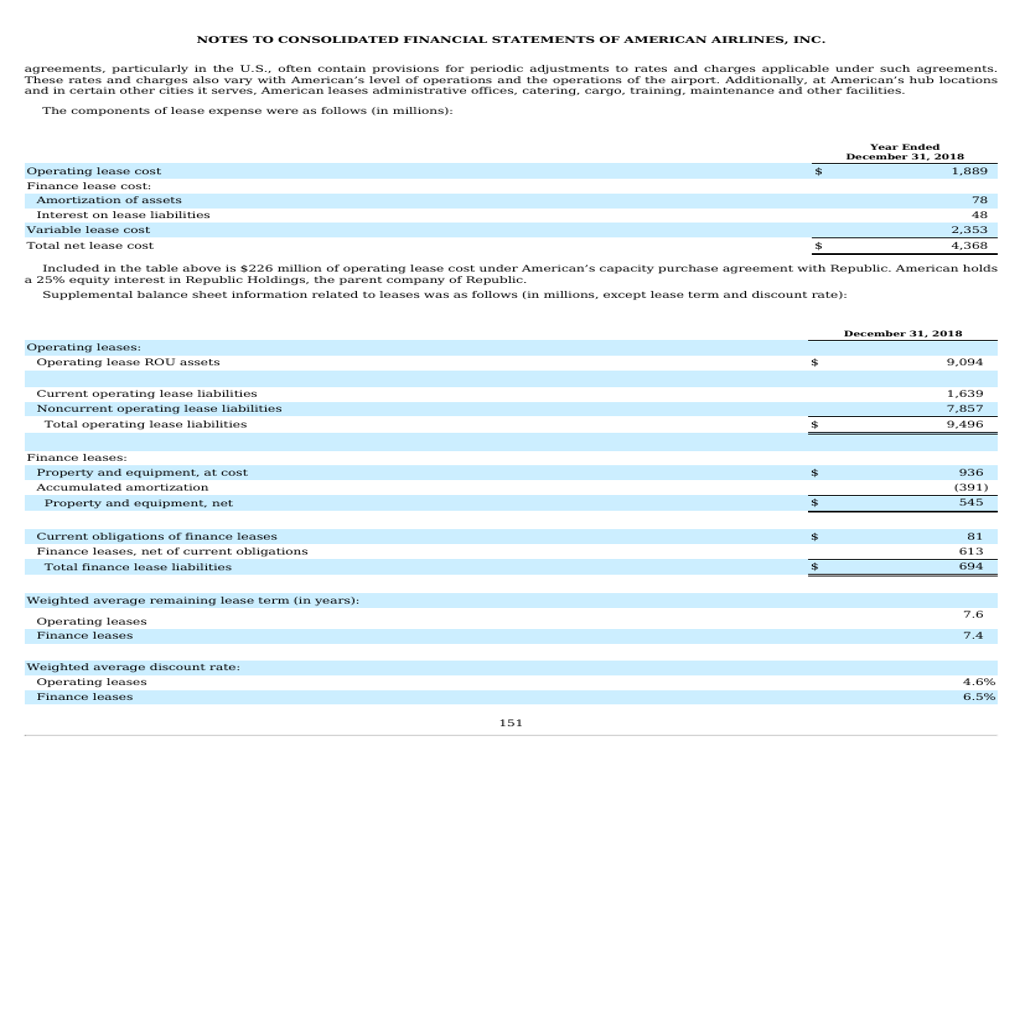 NOTES TO CONSOLIDATED FINANCIAL STATEMENTS OF AMERICAN AIRLINES, INC.
agreements, particularly in the U.S., often contain provisions for periodic adjustments to rates and charges applicable under such agreements.
These rates and charges also vary with American’s level of operations and the operations of the airport. Additionally, at American’s hub locations
and in certain other cities it serves, American leases administrative offices, catering, cargo, training, maintenance and other facilities.
The components of lease expense were as follows (in millions):
Year Ended
December 31, 2018
Operating lease cost $ 1,889
Finance lease cost:
Amortization of assets 78
Interest on lease liabilities 48
Variable lease cost 2,353
Total net lease cost $ 4,368
Included in the table above is $226 million of operating lease cost under American’s capacity purchase agreement with Republic. American holds
a 25% equity interest in Republic Holdings, the parent company of Republic.
Supplemental balance sheet information related to leases was as follows (in millions, except lease term and discount rate):
December 31, 2018
Operating leases:
Operating lease ROU assets $ 9,094
Current operating lease liabilities 1,639
Noncurrent operating lease liabilities 7,857
Total operating lease liabilities $ 9,496
Finance leases:
Property and equipment, at cost $ 936
Accumulated amortization (391)
Property and equipment, net $ 545
Current obligations of finance leases $ 81
Finance leases, net of current obligations 613
Total finance lease liabilities $ 694
Weighted average remaining lease term (in years):
Operating leases 7.6
Finance leases 7.4
Weighted average discount rate:
Operating leases 4.6%
Finance leases 6.5%
151